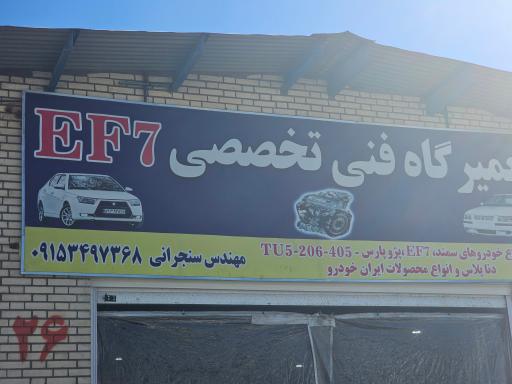 تعمیر گاه فنی تخصصی EF7
ع خودروهای سمند، EF7، پژو پارس - TU5-206-405
دنا پلاس و انواع محصولات ایران خودرو
مهندس سنجرانی ۰۹۱۵۳۴۹۷۳۶۸
۲۶